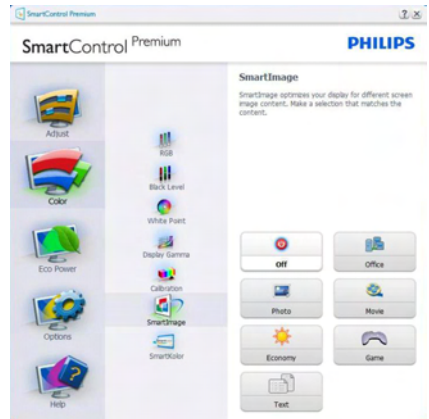 SmartControl Premium
SmartControl Premium
PHILIPS
Adjust
Color
Eco Power
Options
Help
RGB
Black Level
White Point
Display Gamma
Calibration
SmartImage
SmartKolor
SmartImage
SmartImage optimizes your display for different screen
image content. Make a selection that matches the
content.
Off
Office
Photo
Movie
Economy
Game
Text